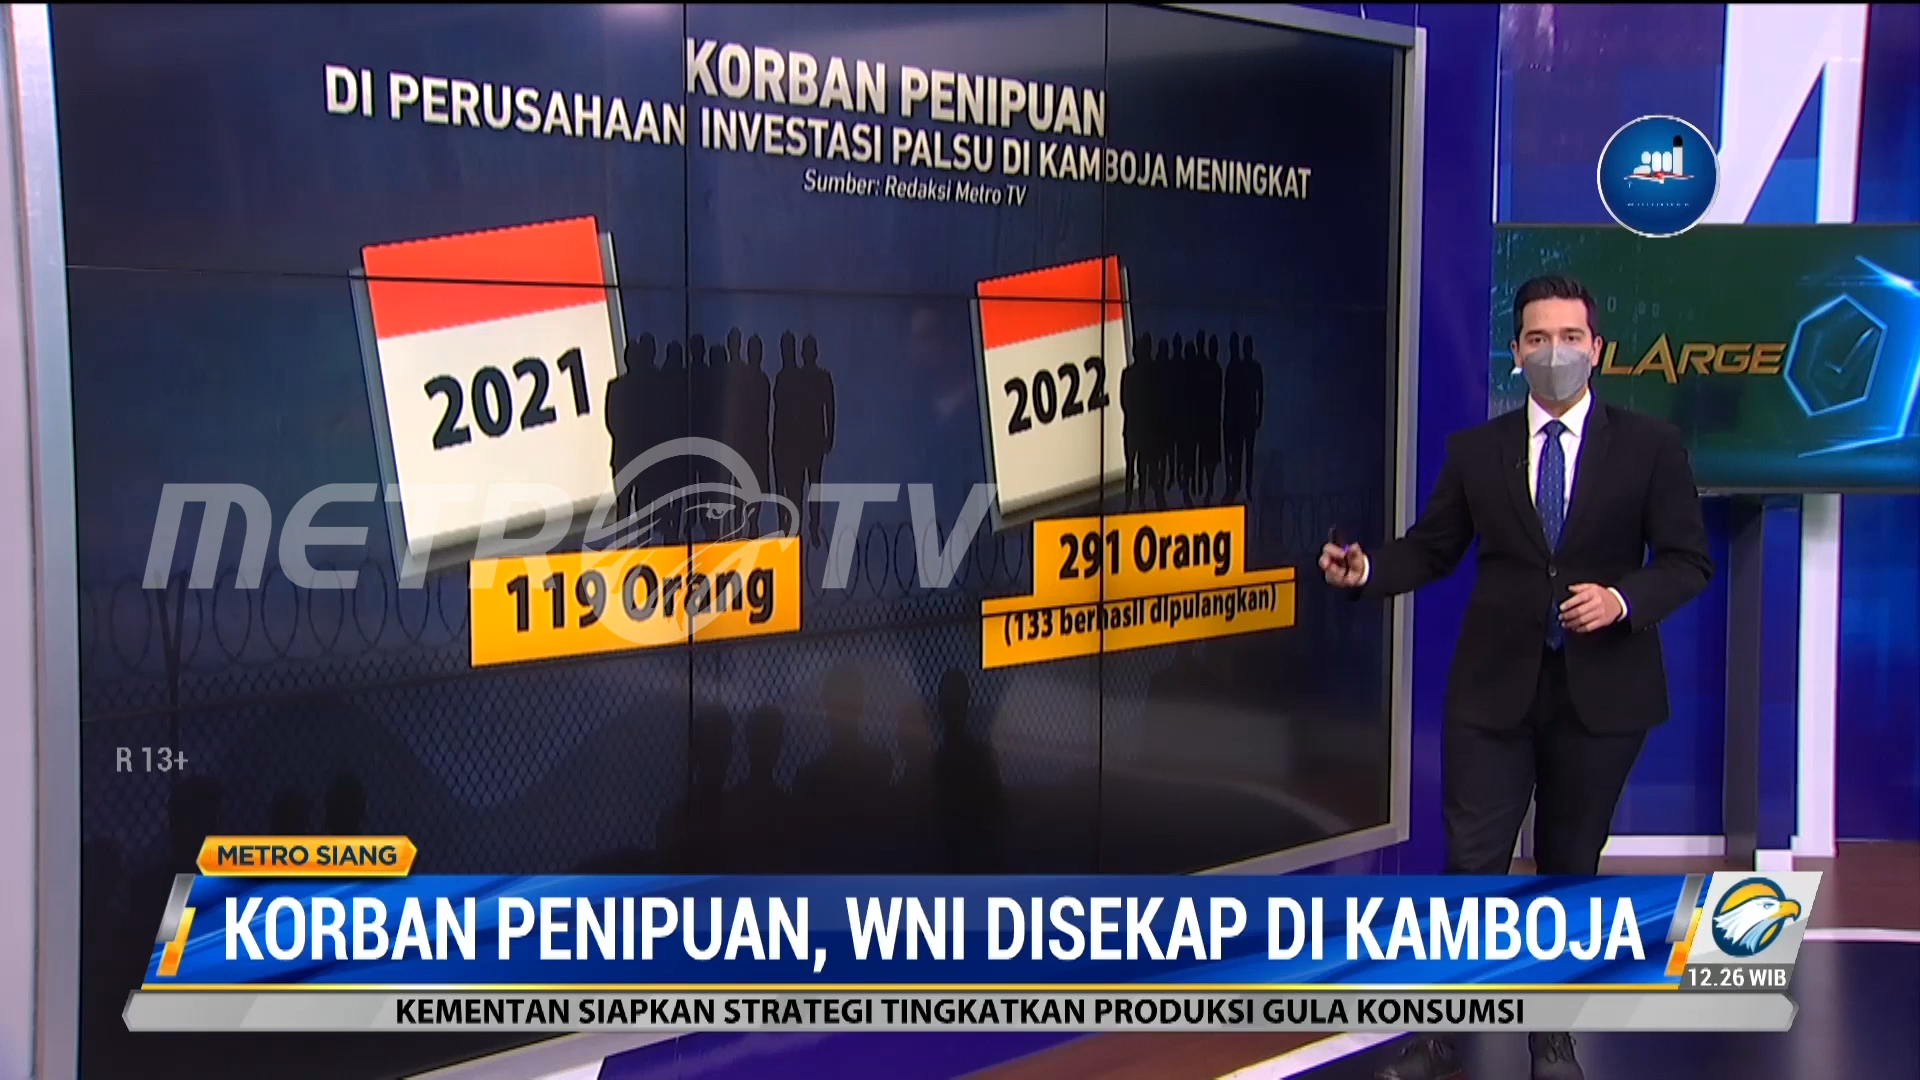 KORBAN PENIPUAN
DI PERUSAHAAN INVESTASI PALSU DI KAMBOJA MENINGKAT
Sumber: Redaksi Metro TV
2021
2022
LARGE
METRO TV
119 Orang
291 Orang
(133 berhasil dipulangkan)
R 13+
METRO SIANG
KORBAN PENIPUAN, WNI DISEKAP DI KAMBOJA
12.26 WIB
KEMENTAN SIAPKAN STRATEGI TINGKATKAN PRODUKSI GULA KONSUMSI